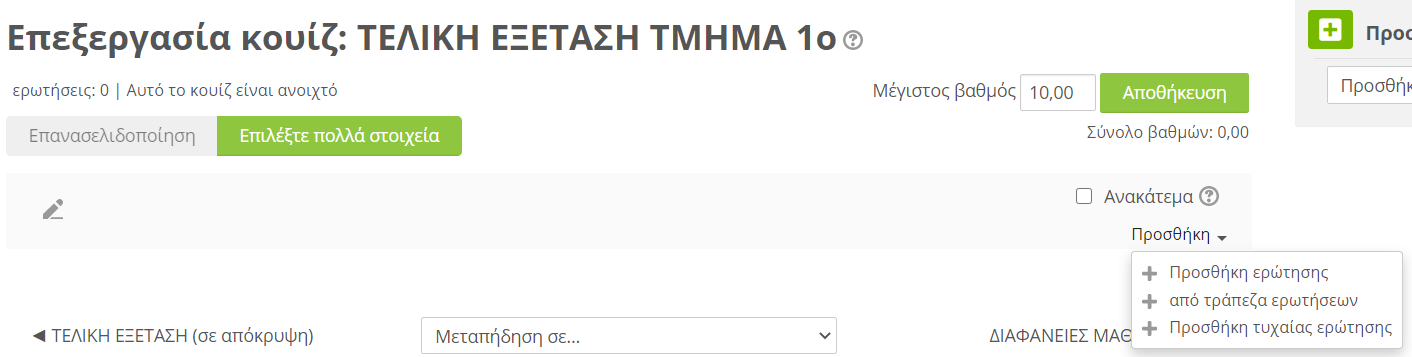 Επεξεργασία κουίζ: ΤΕΛΙΚΗ ΕΞΕΤΑΣΗ ΤΜΗΜΑ 1ο
ερωτήσεις: 0 | Αυτό το κουίζ είναι ανοιχτό
Μέγιστος βαθμός 10,00 Αποθήκευση
Επανασελιδοποίηση Επιλέξτε πολλά στοιχεία
Σύνολο βαθμών: 0,00
Ανακάτεμα
Προσθήκη
Προσθήκη ερώτησης
από τράπεζα ερωτήσεων
Προσθήκη τυχαίας ερώτησης
◄ ΤΕΛΙΚΗ ΕΞΕΤΑΣΗ (σε απόκρυψη)
Μεταπήδηση σε...
ΔΙΑΦΑΝΕΙΕΣ ΜΑΘ
Προσ
Προσθήκ